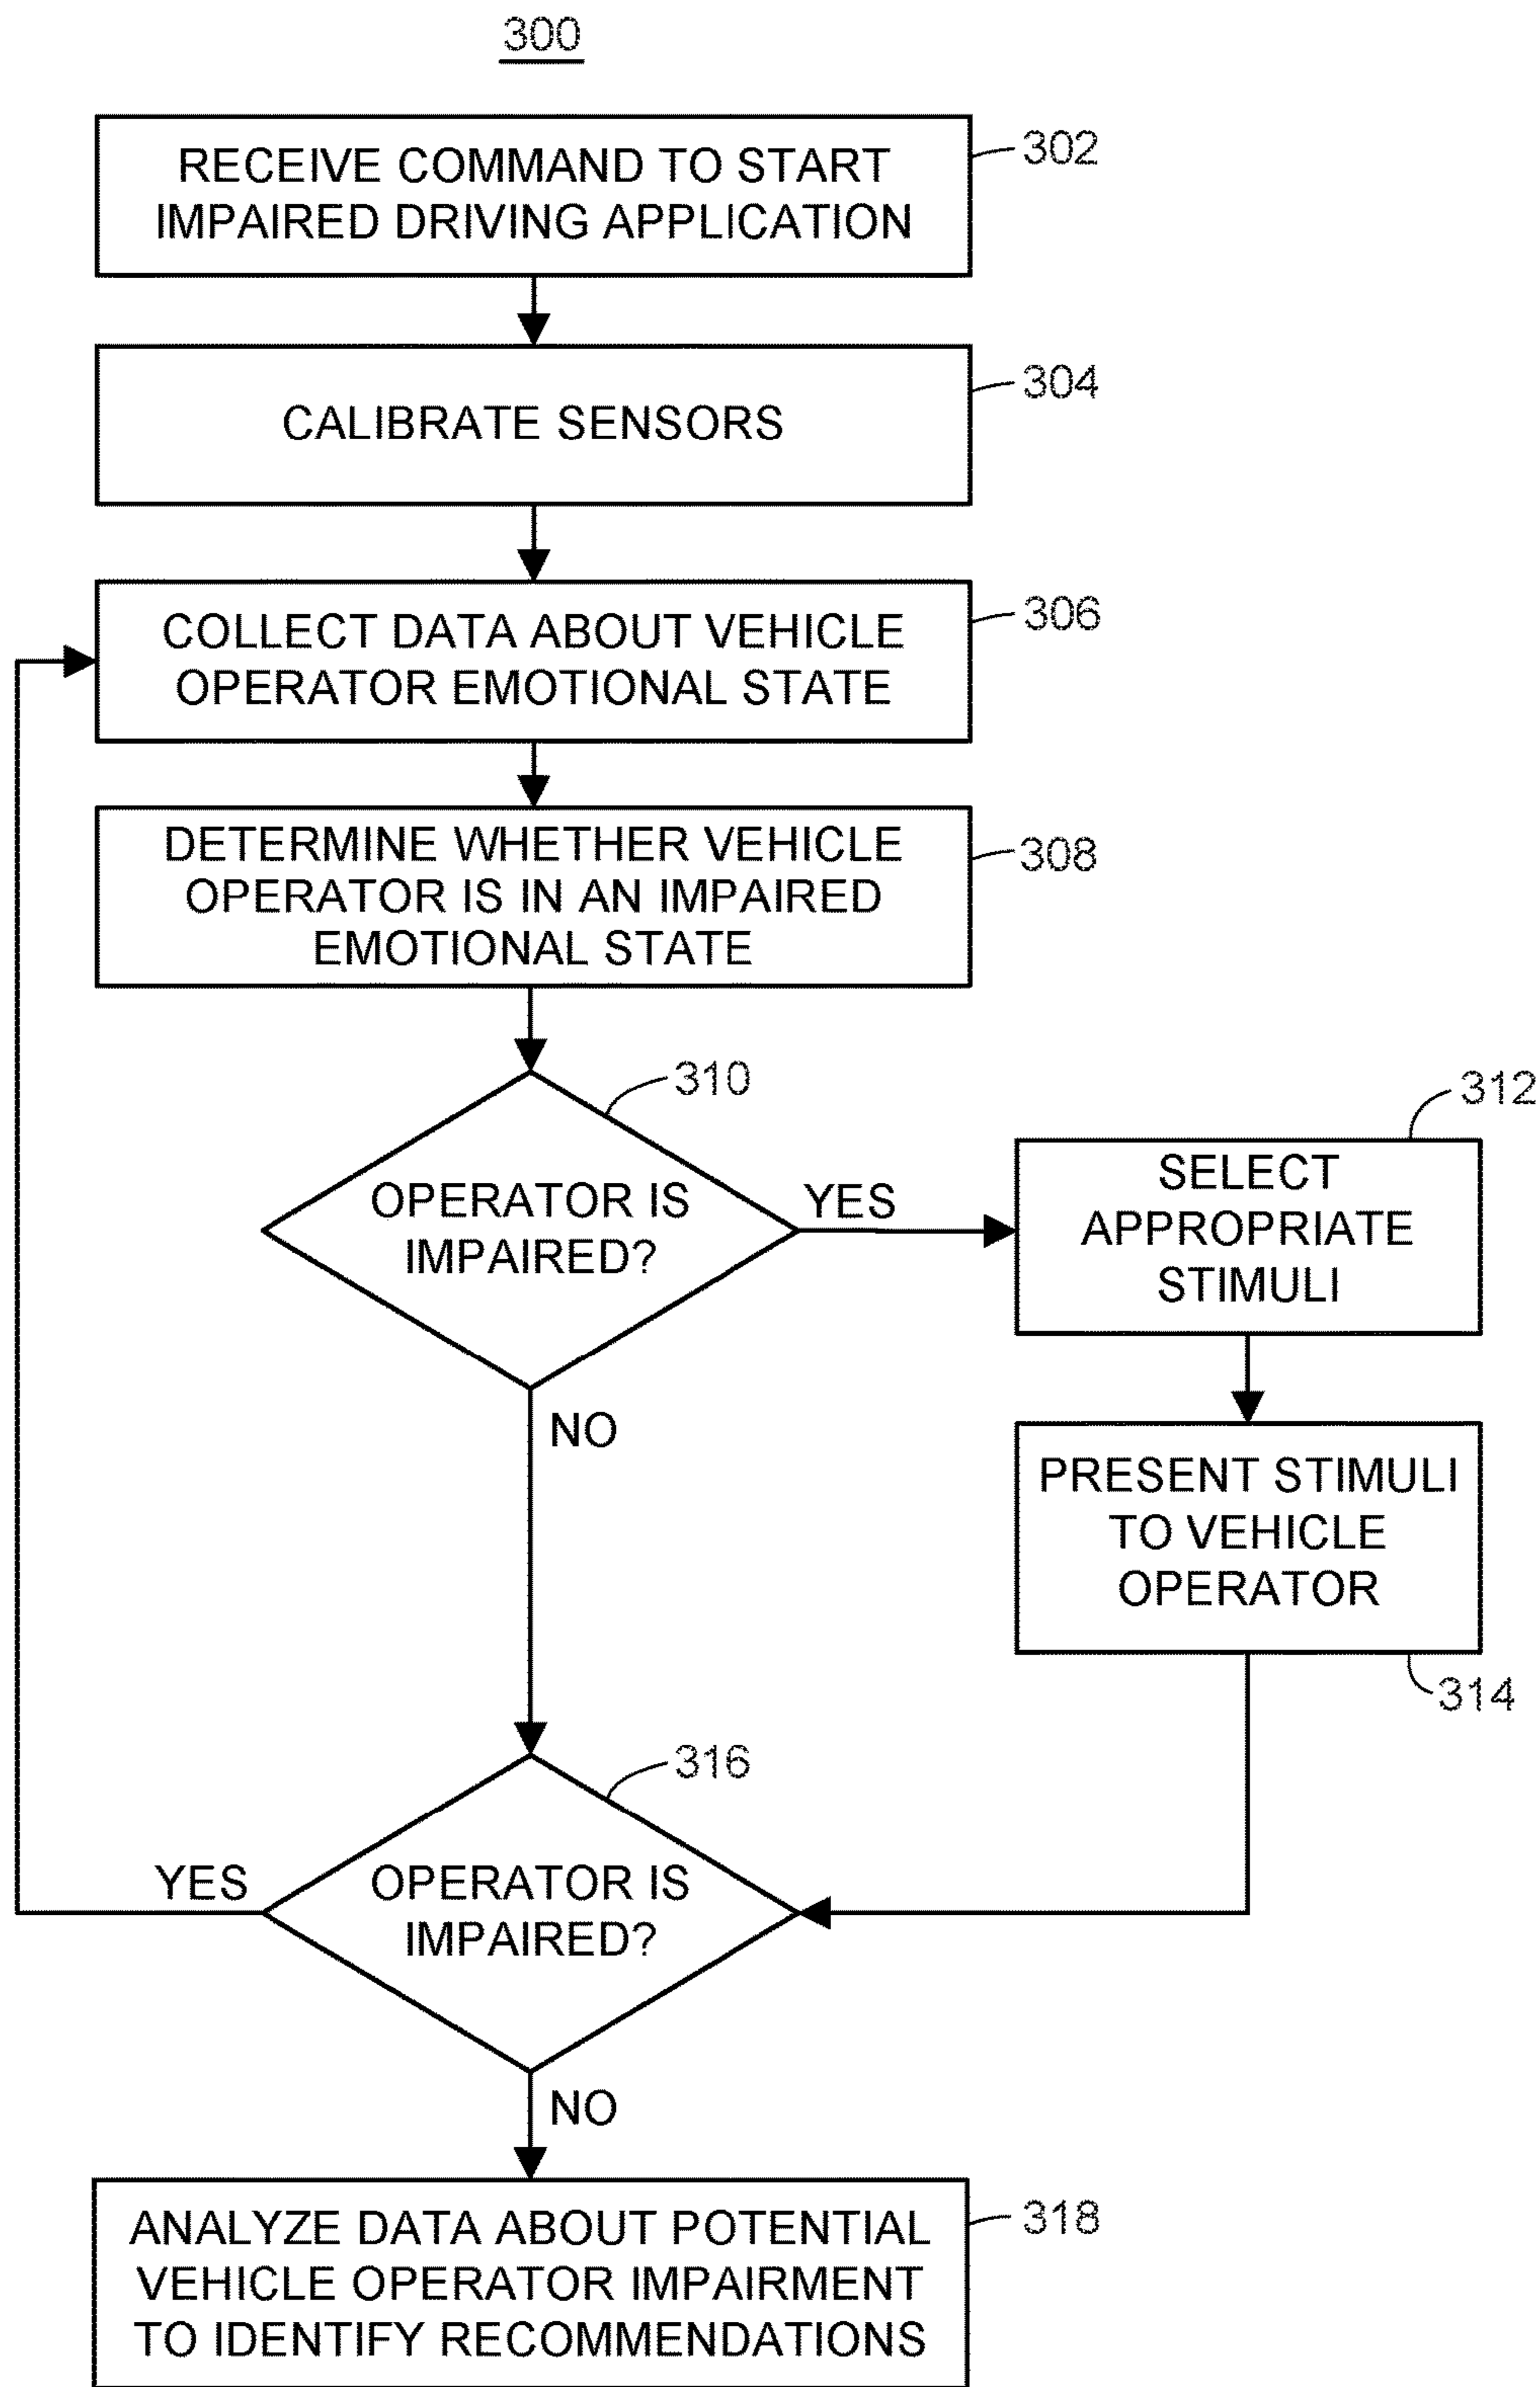 300
RECEIVE COMMAND TO START
IMPAIRED DRIVING APPLICATION
302
CALIBRATE SENSORS
304
COLLECT DATA ABOUT VEHICLE
OPERATOR EMOTIONAL STATE
306
DETERMINE WHETHER VEHICLE
OPERATOR IS IN AN IMPAIRED
EMOTIONAL STATE
308
OPERATOR IS
IMPAIRED?
310
YES
NO
SELECT
APPROPRIATE
STIMULI
312
PRESENT STIMULI
TO VEHICLE
OPERATOR
314
OPERATOR IS
IMPAIRED?
316
YES
NO
ANALYZE DATA ABOUT POTENTIAL
VEHICLE OPERATOR IMPAIRMENT
TO IDENTIFY RECOMMENDATIONS
318